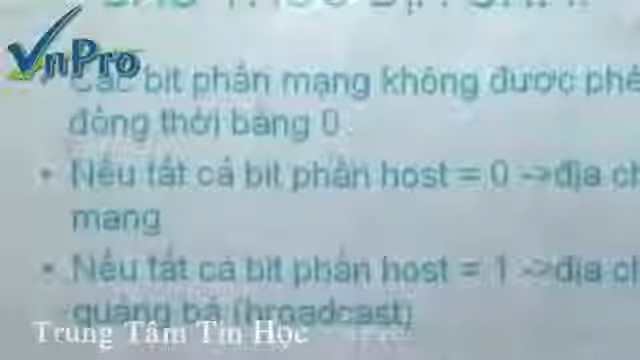 VnPro
Các bit phần mạng không được phé
đồng thời bằng 0.
• Nếu tất cả bit phần host = 0 ->địa ch
mạng
• Nếu tất cả bit phần host = 1 ->địa ch
quảng bá (broadcast)
Trung Tâm Tin Học